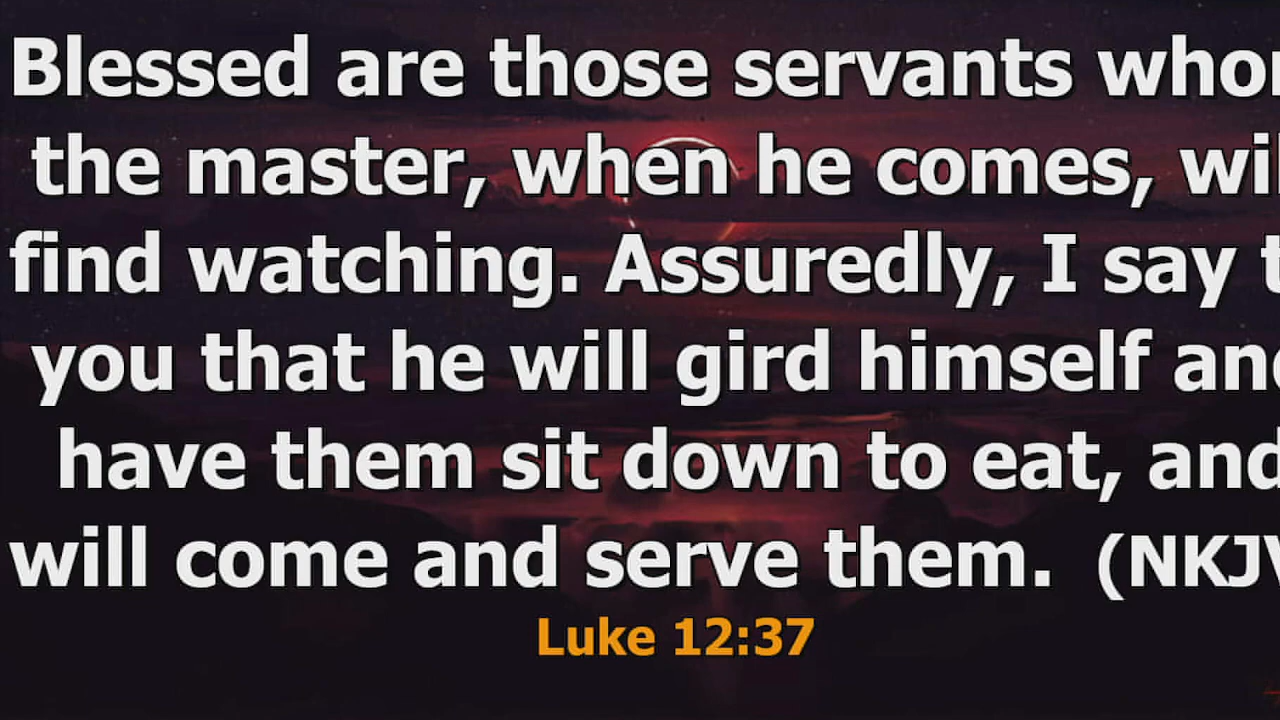 Blessed are those servants who
the master, when he comes, wil
find watching. Assuredly, I say t
you that he will gird himself and
have them sit down to eat, and
will come and serve them. (NKJV
Luke 12:37